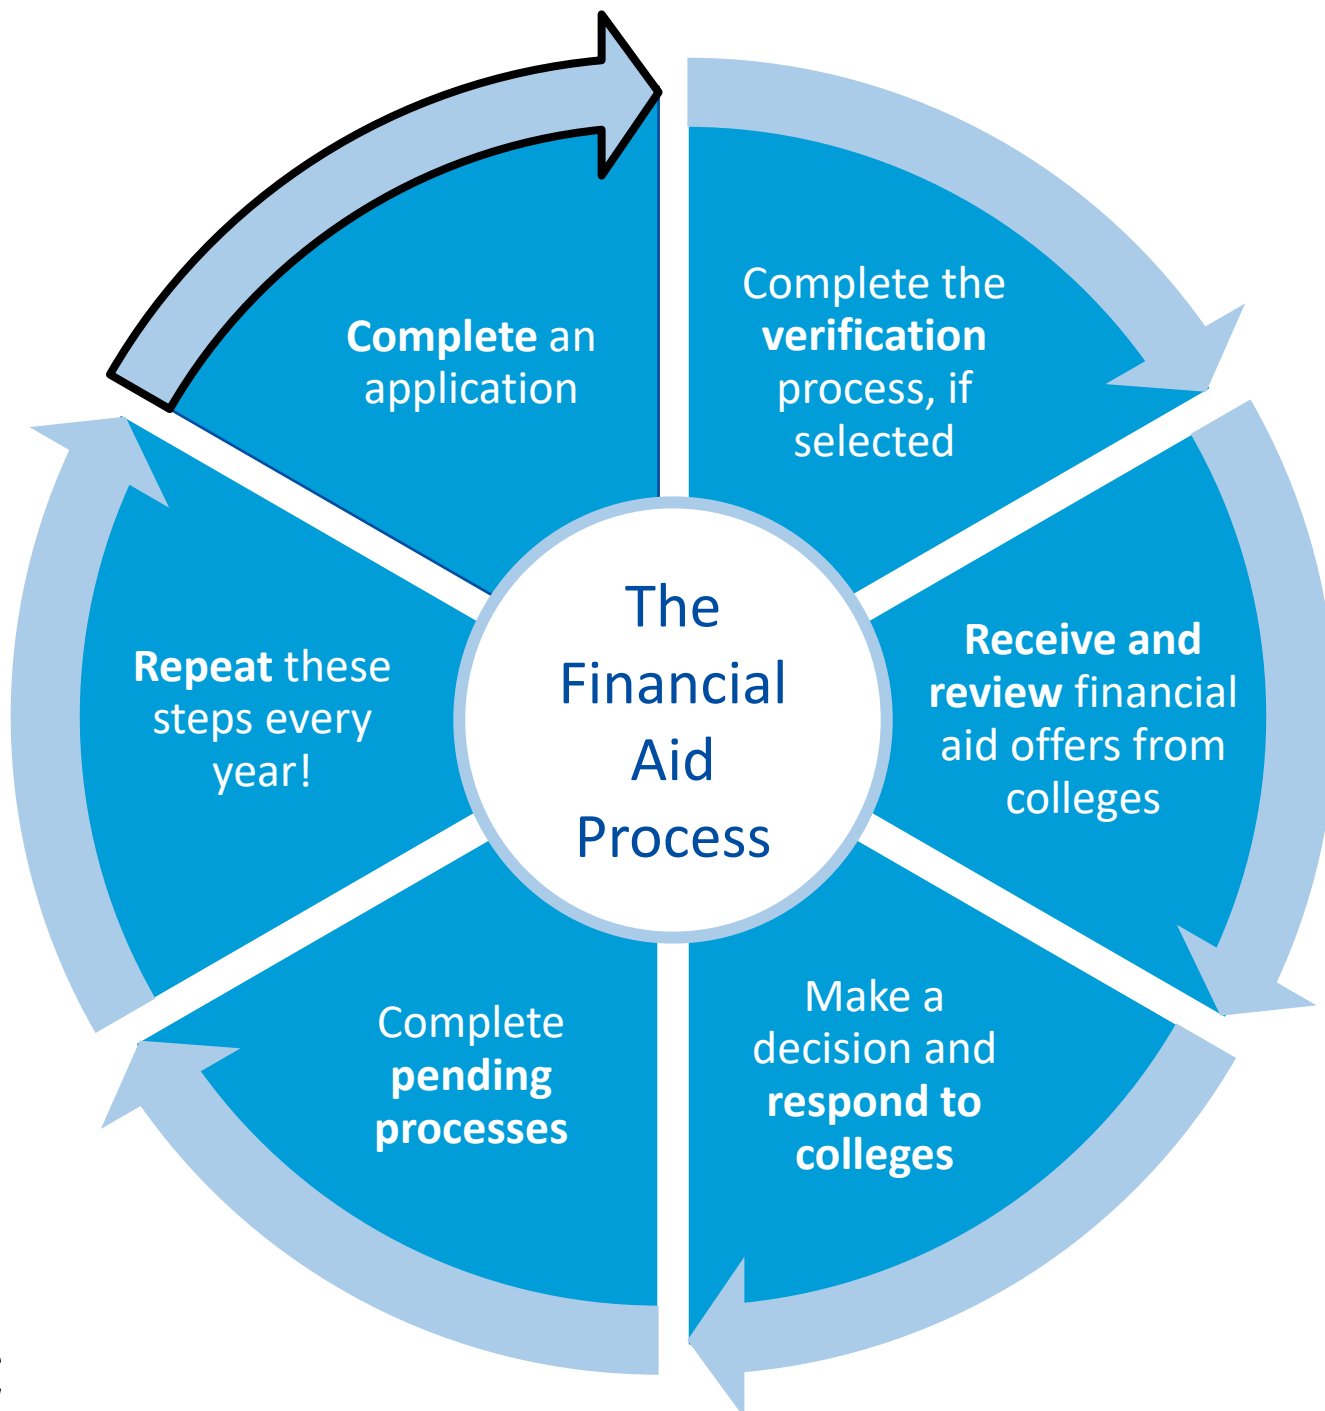 Complete an
application
Complete the
verification
process, if
selected
Receive and
review financial
aid offers from
colleges
Make a
decision and
respond to
colleges
Complete
pending
processes
Repeat these
steps every
year!
The
Financial
Aid
Process